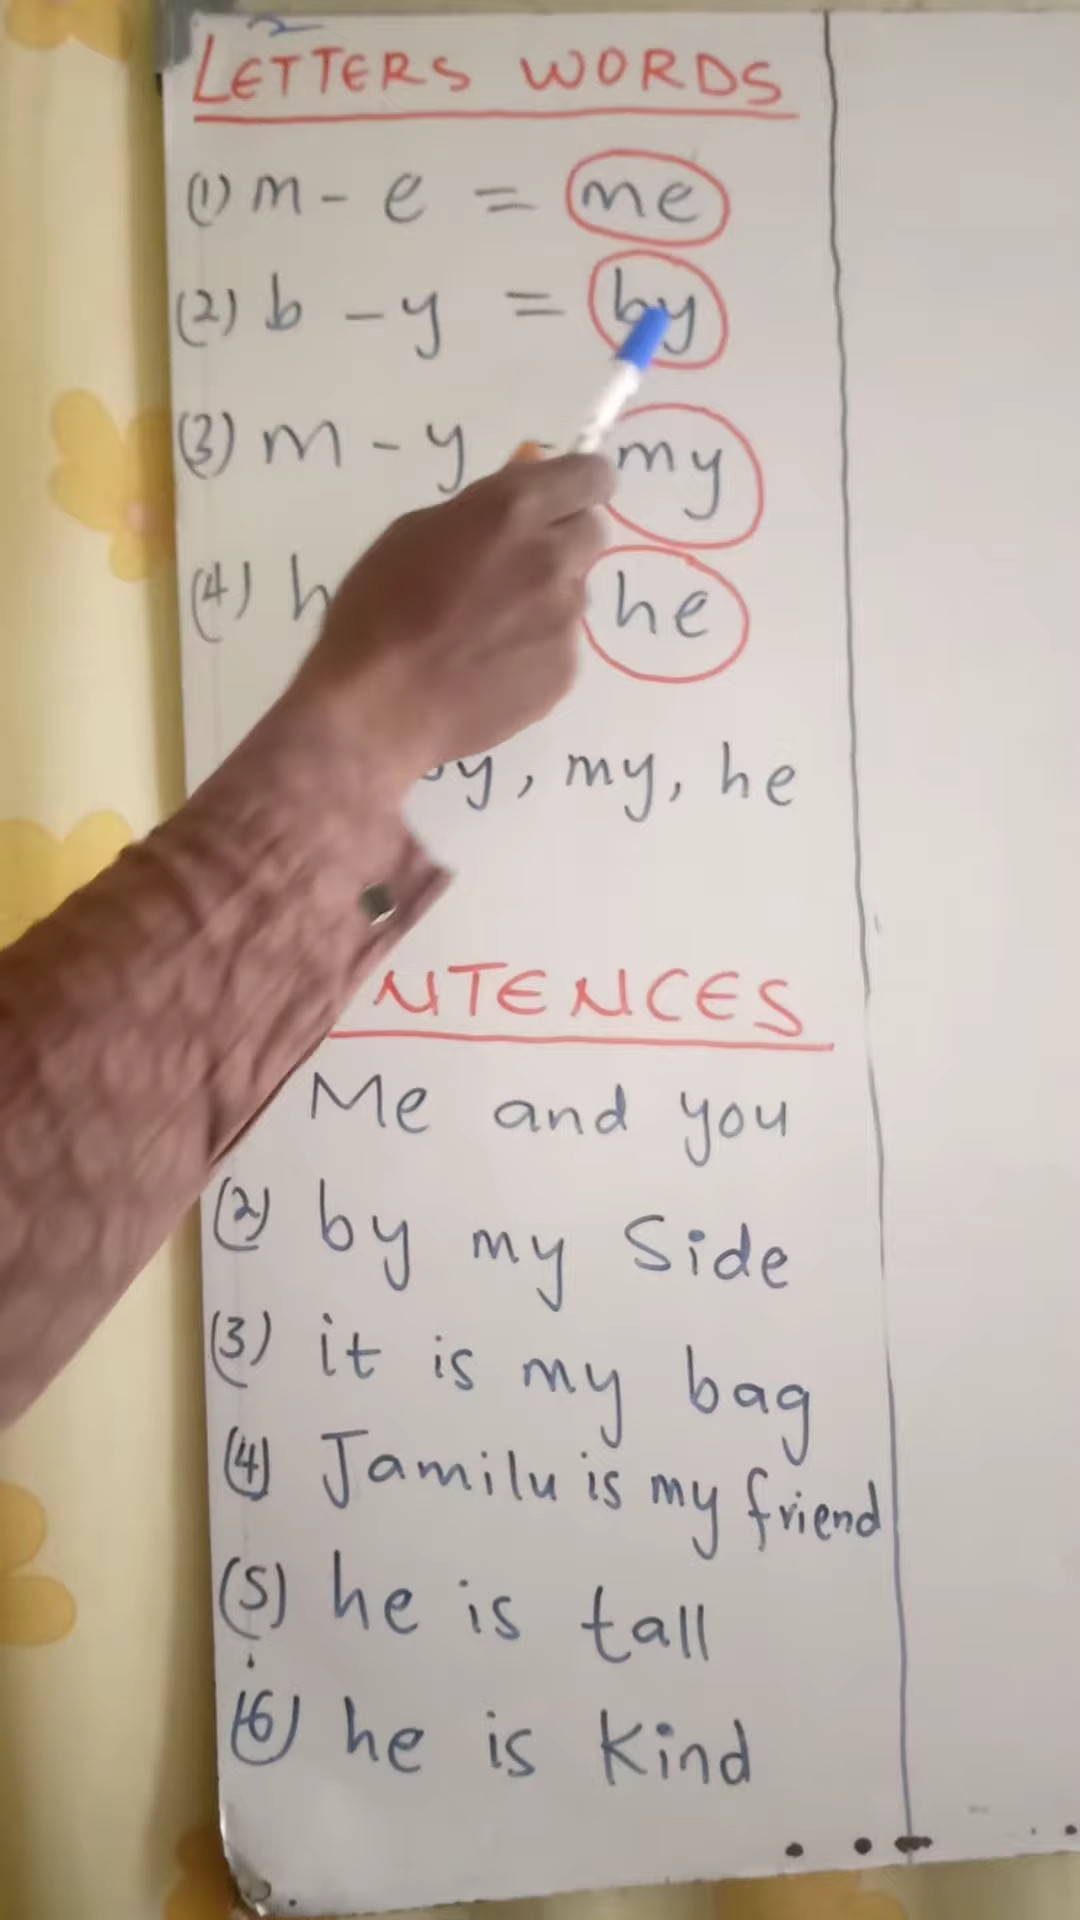 2
LETTERS WORDS
(1) m - e = me
(2) b - y = by
(3) m - y - my
(4) h he
y, my, he
NTENCES
Me and you
(2) by my Side
(3) it is my bag
(4) Jamilu is my friend
(5) he is tall
(6) he is kind